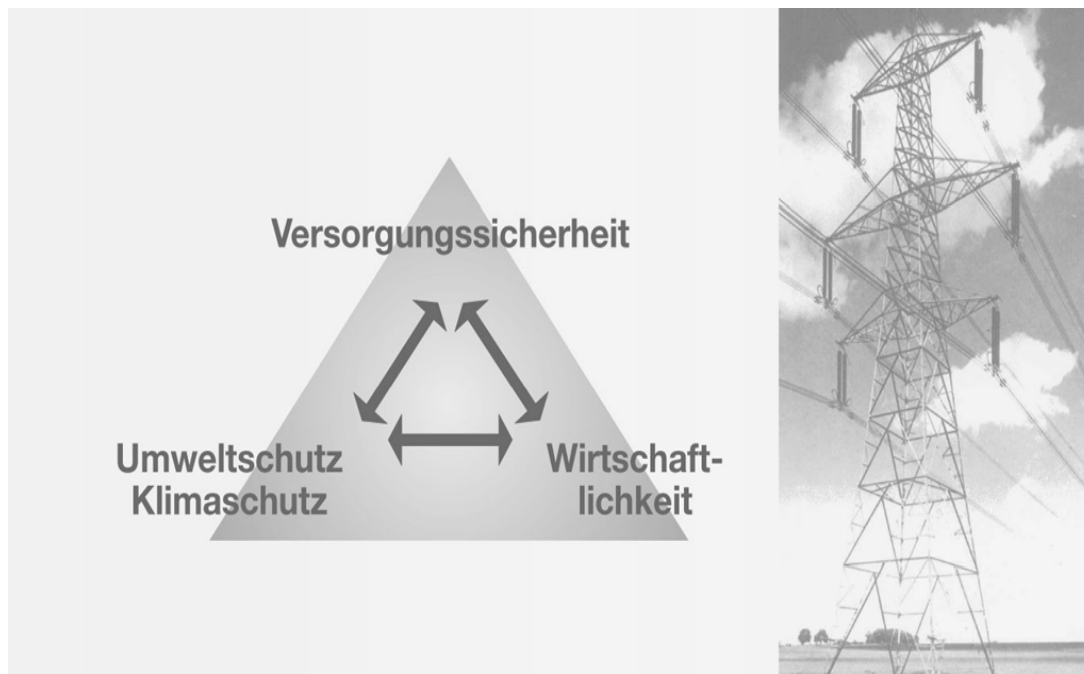 Versorgungssicherheit
Umweltschutz
Klimaschutz
Wirtschaft-
lichkeit